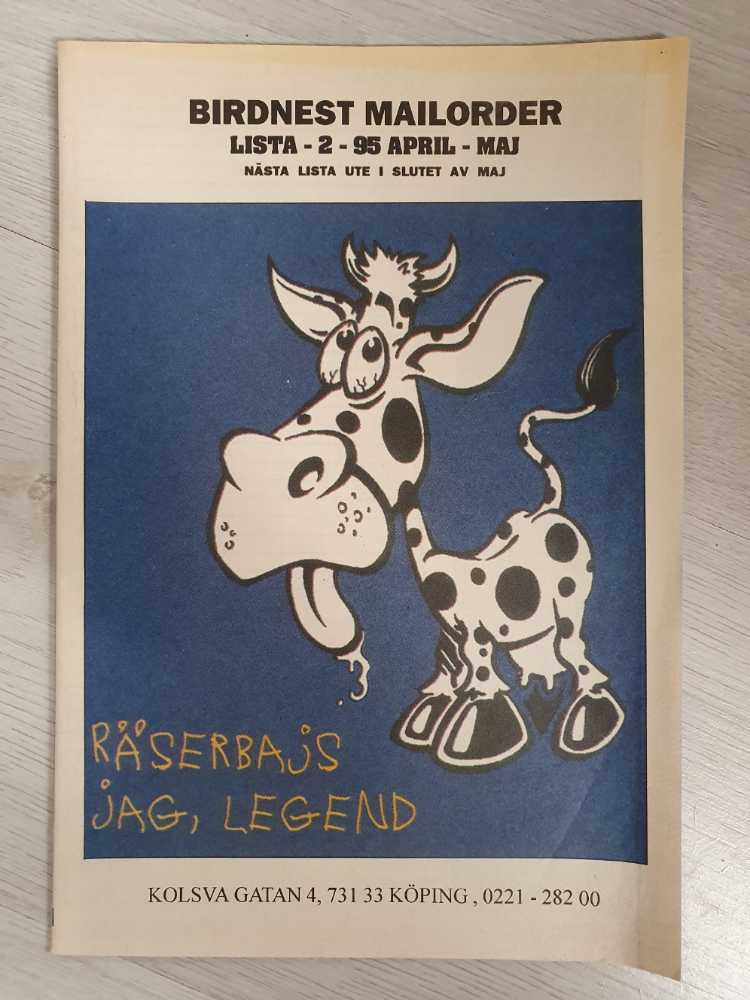 BIRDNEST MAILORDER
LISTA - 2 - 95 APRIL - MAJ
NÄSTA LISTA UTE I SLUTET AV MAJ
RÄSERBAJS
JAG, LEGEND
KOLSVA GATAN 4, 731 33 KÖPING , 0221 - 282 00